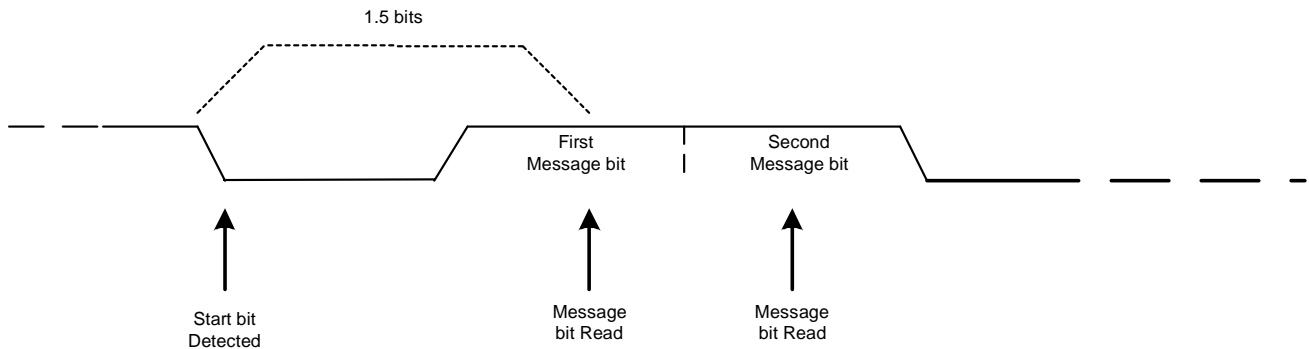 1.5 bits
First
Message bit
Second
Message bit
Start bit
Detected
Message
bit Read
Message
bit Read